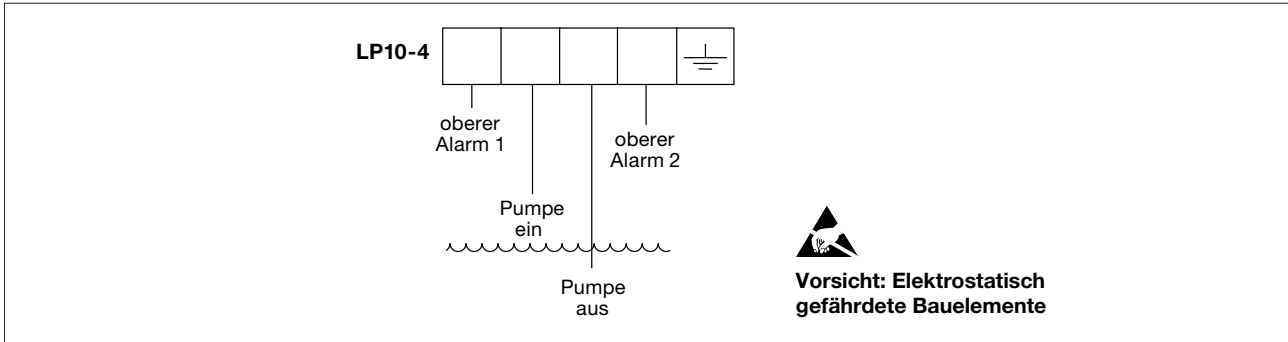 LP10-4
oberer
Alarm 1
oberer
Alarm 2
Pumpe
ein
Pumpe
aus
Vorsicht: Elektrostatisch
gefährdete Bauelemente